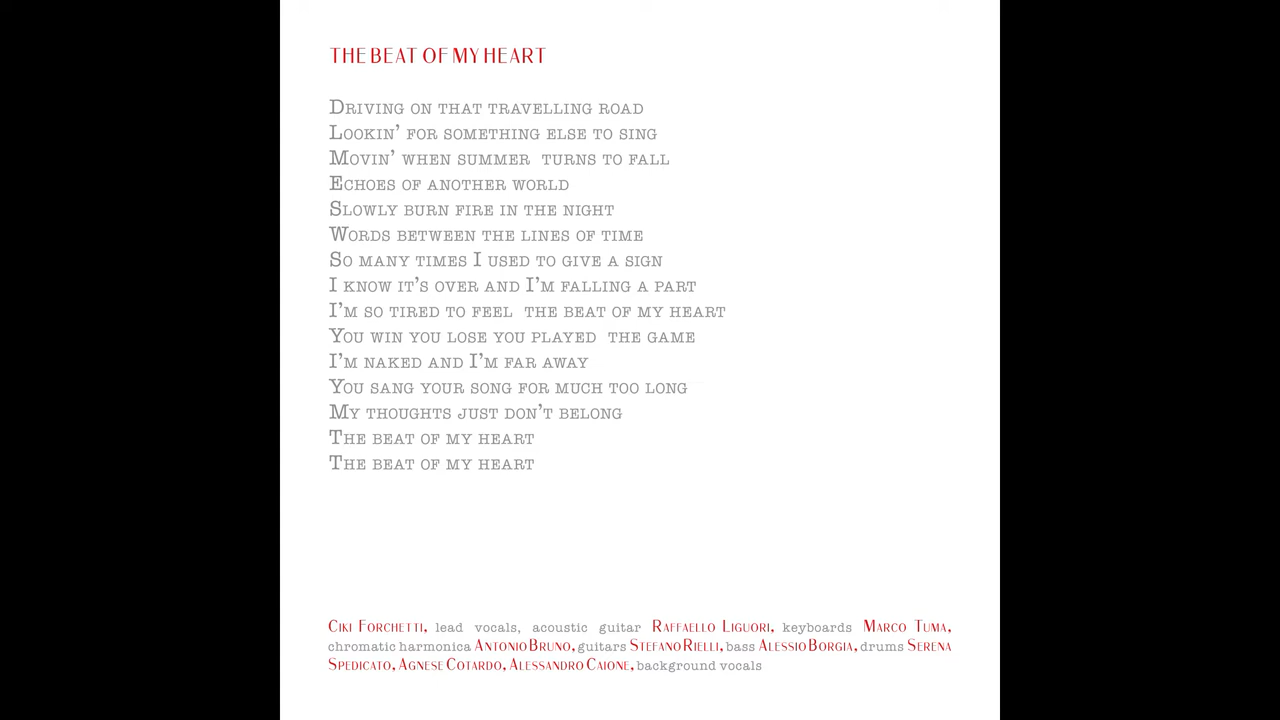 THE BEAT OF MY HEART
Driving on that travelling road
Lookin' for something else to sing
Movin' when summer  turns to fall
Echoes of another world
Slowly burn fire in the night
Words between the lines of time
So many times I used to give a sign
I know it's over and I'm falling a part
I'm so tired to feel  the beat of my heart
You win you lose you played  the game
I'm naked and I'm far away
You sang your song for much too long
My thoughts just don't belong
The beat of my heart
The beat of my heart
Ciki Forchetti, lead vocals, acoustic guitar Raffaello Liguori, keyboards Marco Tuma,
chromatic harmonica Antonio Bruno, guitars Stefano Rielli, bass Alessio Borgia, drums Serena
Spedicato, Agnese Cotardo, Alessandro Caione, background vocals